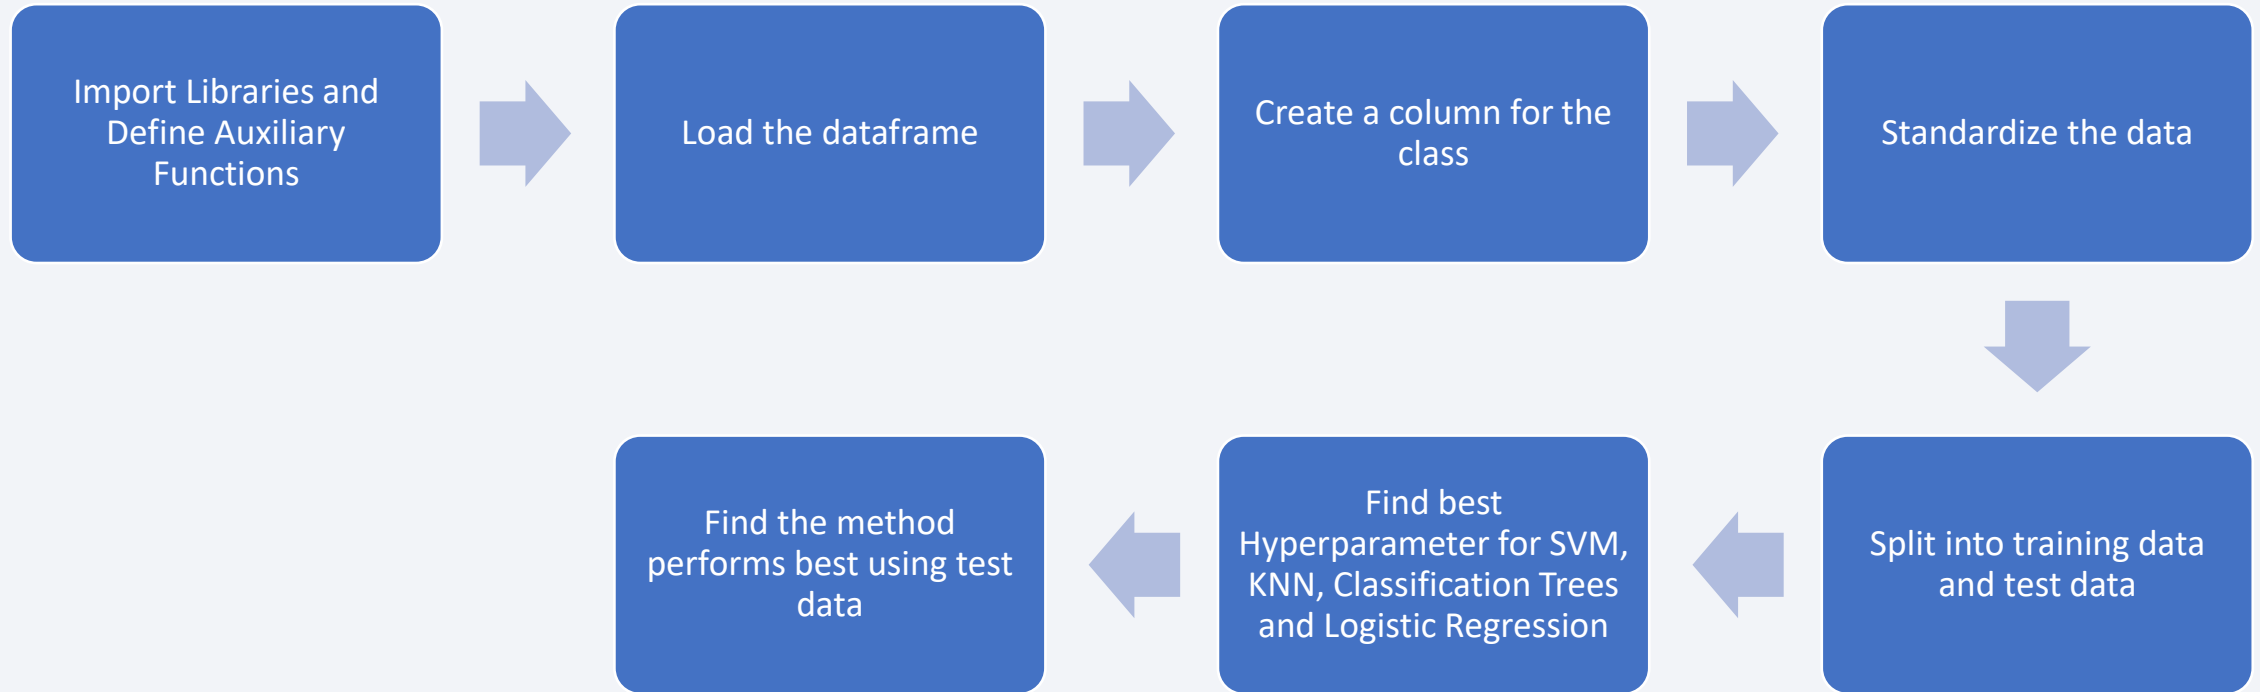 Import Libraries and
Define Auxiliary
Functions
Load the dataframe
Create a column for the
class
Standardize the data
Split into training data
and test data
Find best
Hyperparameter for SVM,
KNN, Classification Trees
and Logistic Regression
Find the method
performs best using test
data